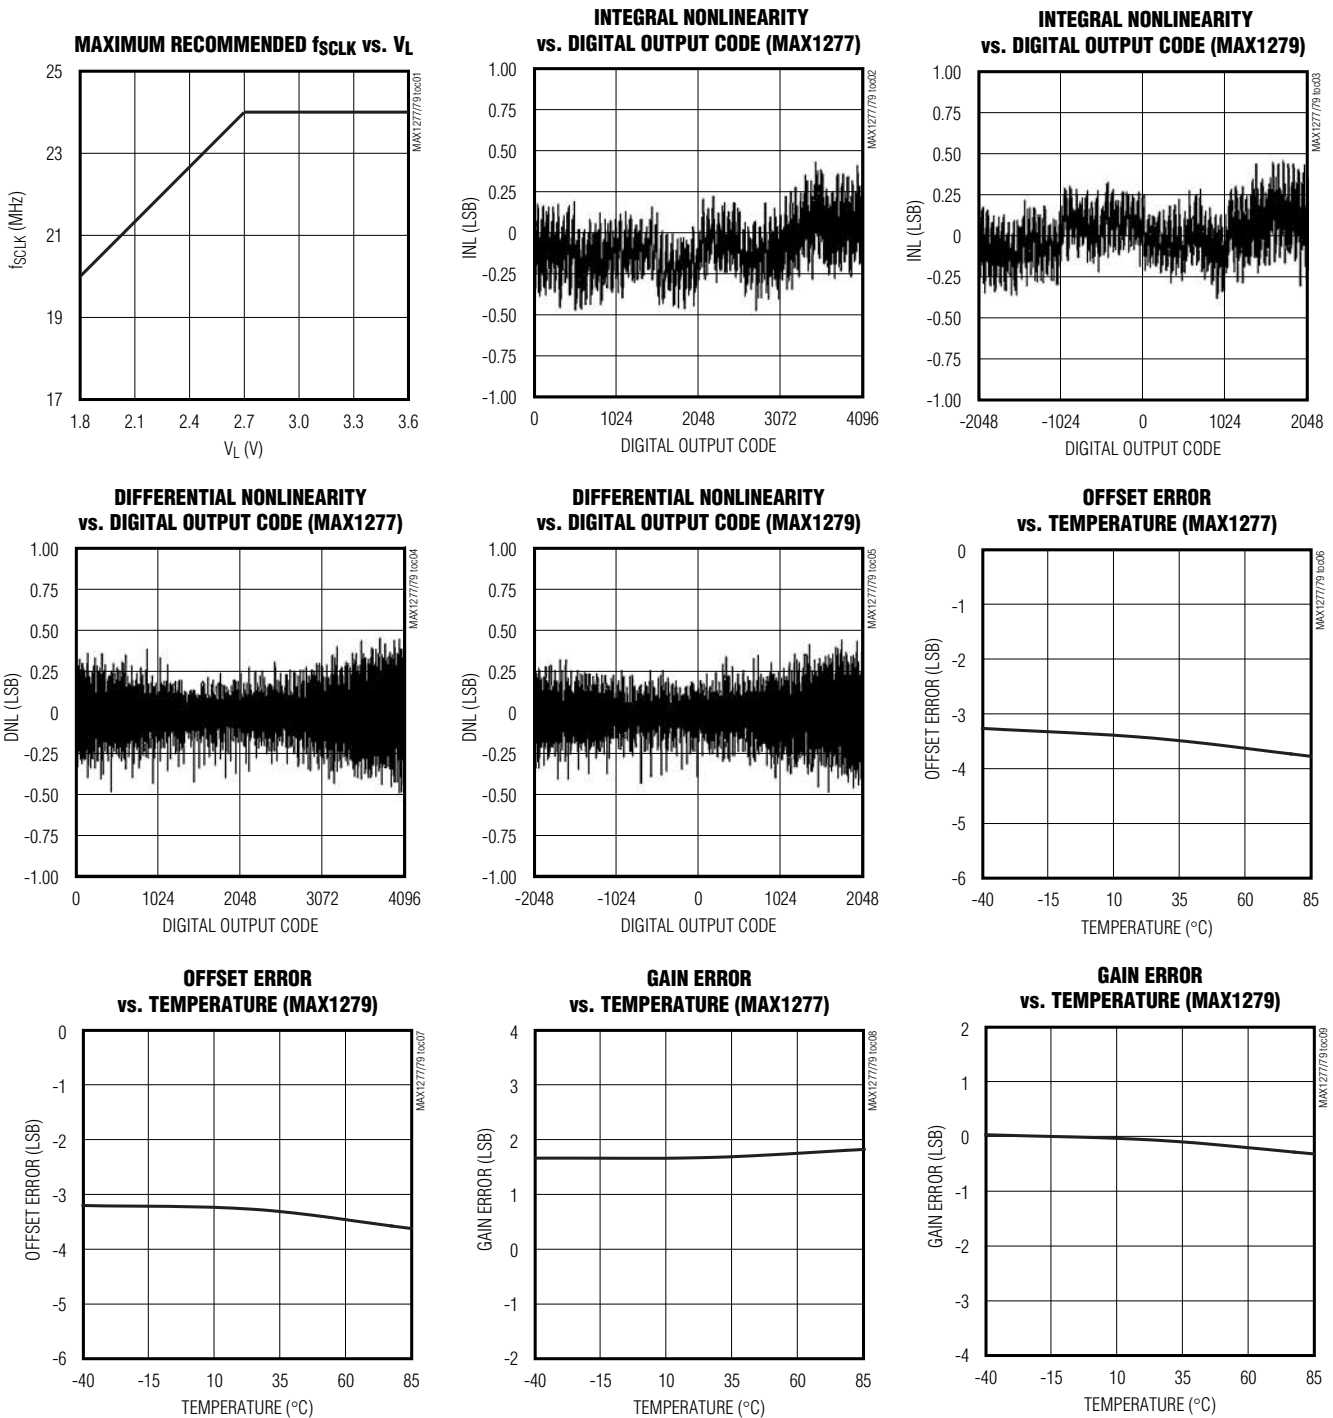 MAXIMUM RECOMMENDED fSCLK vs. VL
25
23
21
19
17
fSCLK (MHz)
1.8 2.1 2.4 2.7 3.0 3.3 3.6
VL (V)
MAX1277/79 toc01
INTEGRAL NONLINEARITY
vs. DIGITAL OUTPUT CODE (MAX1277)
1.00
0.75
0.50
0.25
0
-0.25
-0.50
-0.75
-1.00
INL (LSB)
0 1024 2048 3072 4096
DIGITAL OUTPUT CODE
MAX1277/79 toc02
INTEGRAL NONLINEARITY
vs. DIGITAL OUTPUT CODE (MAX1279)
1.00
0.75
0.50
0.25
0
-0.25
-0.50
-0.75
-1.00
INL (LSB)
-2048 -1024 0 1024 2048
DIGITAL OUTPUT CODE
MAX1277/79 toc03
DIFFERENTIAL NONLINEARITY
vs. DIGITAL OUTPUT CODE (MAX1277)
1.00
0.75
0.50
0.25
0
-0.25
-0.50
-0.75
-1.00
DNL (LSB)
0 1024 2048 3072 4096
DIGITAL OUTPUT CODE
MAX1277/79 toc04
DIFFERENTIAL NONLINEARITY
vs. DIGITAL OUTPUT CODE (MAX1279)
1.00
0.75
0.50
0.25
0
-0.25
-0.50
-0.75
-1.00
DNL (LSB)
-2048 -1024 0 1024 2048
DIGITAL OUTPUT CODE
MAX1277/79 toc05
OFFSET ERROR
vs. TEMPERATURE (MAX1277)
0
-1
-2
-3
-4
-5
-6
OFFSET ERROR (LSB)
-40 -15 10 35 60 85
TEMPERATURE (°C)
MAX1277/79 toc06
OFFSET ERROR
vs. TEMPERATURE (MAX1279)
0
-1
-2
-3
-4
-5
-6
OFFSET ERROR (LSB)
-40 -15 10 35 60 85
TEMPERATURE (°C)
MAX1277/79 toc07
GAIN ERROR
vs. TEMPERATURE (MAX1277)
4
3
2
1
0
-1
-2
GAIN ERROR (LSB)
-40 -15 10 35 60 85
TEMPERATURE (°C)
MAX1277/79 toc08
GAIN ERROR
vs. TEMPERATURE (MAX1279)
2
1
0
-1
-2
-3
-4
GAIN ERROR (LSB)
-40 -15 10 35 60 85
TEMPERATURE (°C)
MAX1277/79 toc09